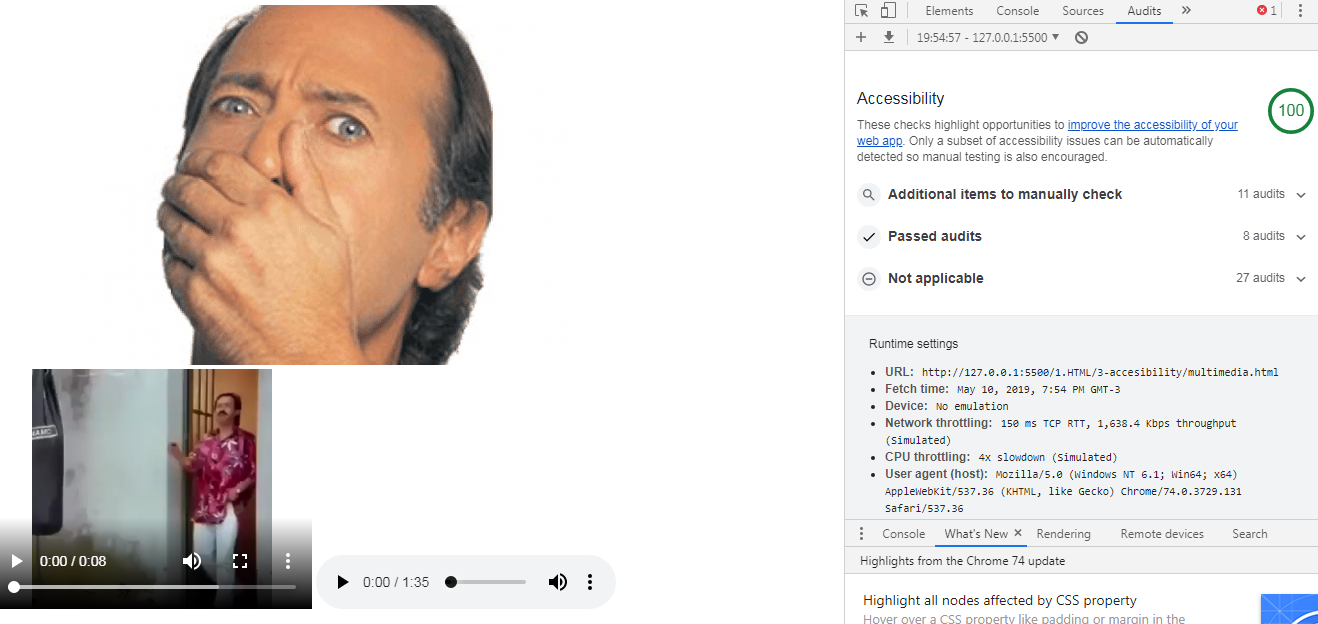 Elements Console Sources Audits » 1
19:54:57 - 127.0.0.1:5500 ▼
Accessibility
100
These checks highlight opportunities to improve the accessibility of your
web app. Only a subset of accessibility issues can be automatically
detected so manual testing is also encouraged.
Additional items to manually check 11 audits
Passed audits 8 audits
Not applicable 27 audits
Runtime settings
• URL: http://127.0.0.1:5500/1.HTML/3-accesibility/multimedia.html
• Fetch time: May 10, 2019, 7:54 PM GMT-3
• Device: No emulation
• Network throttling: 150 ms TCP RTT, 1,638.4 Kbps throughput
(Simulated)
• CPU throttling: 4x slowdown (Simulated)
• User agent (host): Mozilla/5.0 (Windows NT 6.1; Win64; x64)
AppleWebKit/537.36 (KHTML, like Gecko) Chrome/74.0.3729.131
Safari/537.36
Console What's New × Rendering Remote devices Search
Highlights from the Chrome 74 update
Highlight all nodes affected by CSS property
Hover over a CSS property like padding or margin in the
0:00 / 0:08
0:00 / 1:35